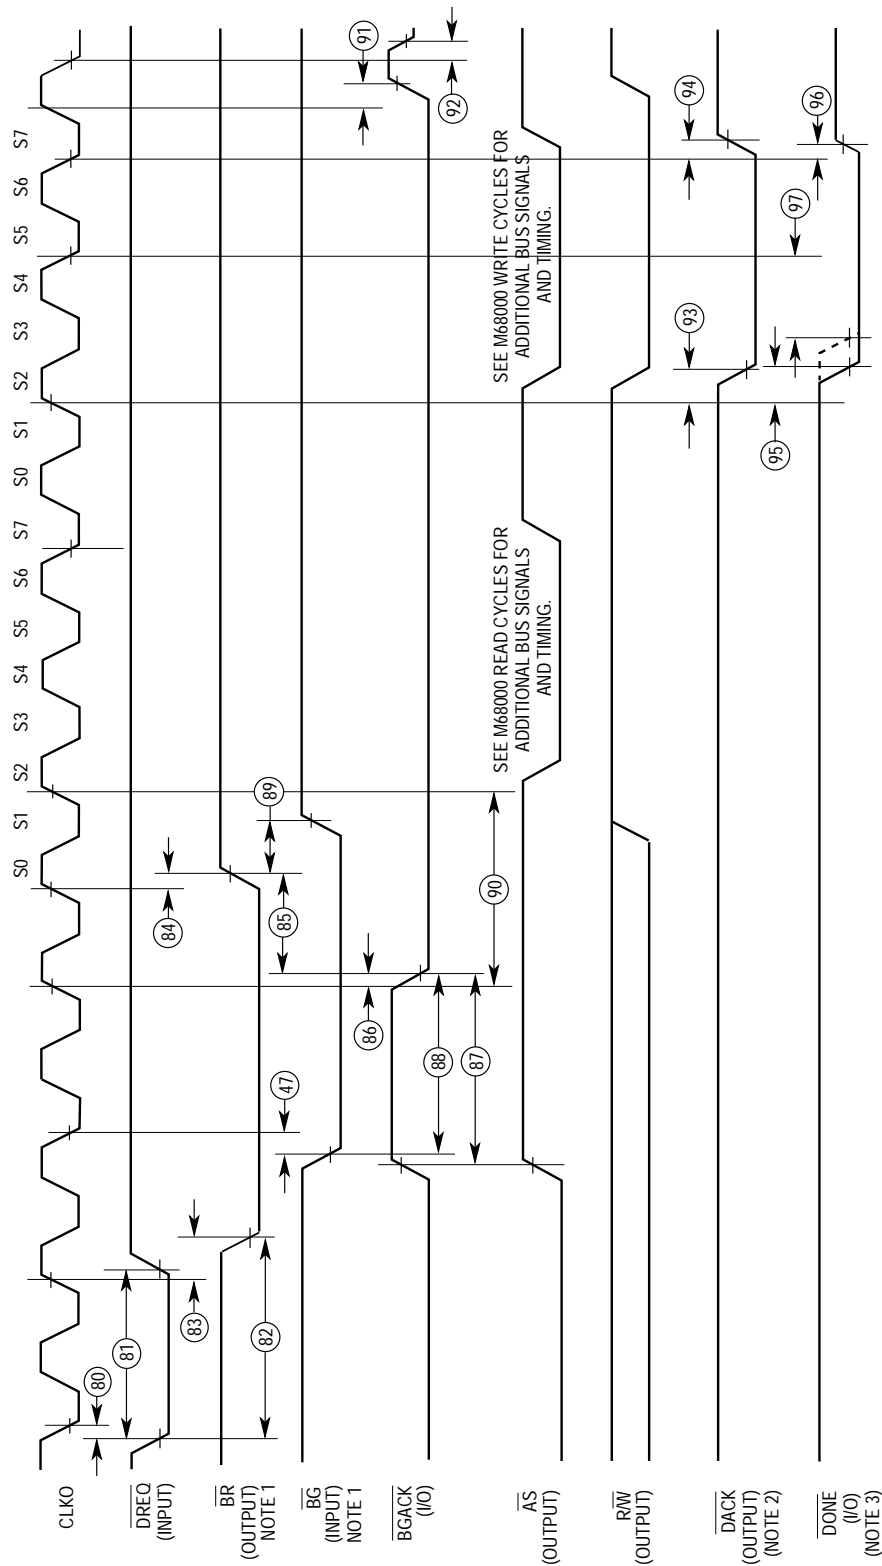 S0
S1
S2
S3
S4
S5
S6
S7
S0
S1
S2
S3
S4
S5
S6
S7
CLKO
80
DREQ
(INPUT)
81
83
84
BR
(OUTPUT)
NOTE 1
82
85
89
BG
(INPUT)
NOTE 1
47
86
91
BGACK
(I/O)
88
92
87
90
AS
(OUTPUT)
SEE M68000 READ CYCLES FOR
ADDITIONAL BUS SIGNALS
AND TIMING.
SEE M68000 WRITE CYCLES FOR
ADDITIONAL BUS SIGNALS
AND TIMING.
R/W
(OUTPUT)
93
94
DACK
(OUTPUT)
(NOTE 2)
95
97
96
DONE
(I/O)
(NOTE 3)